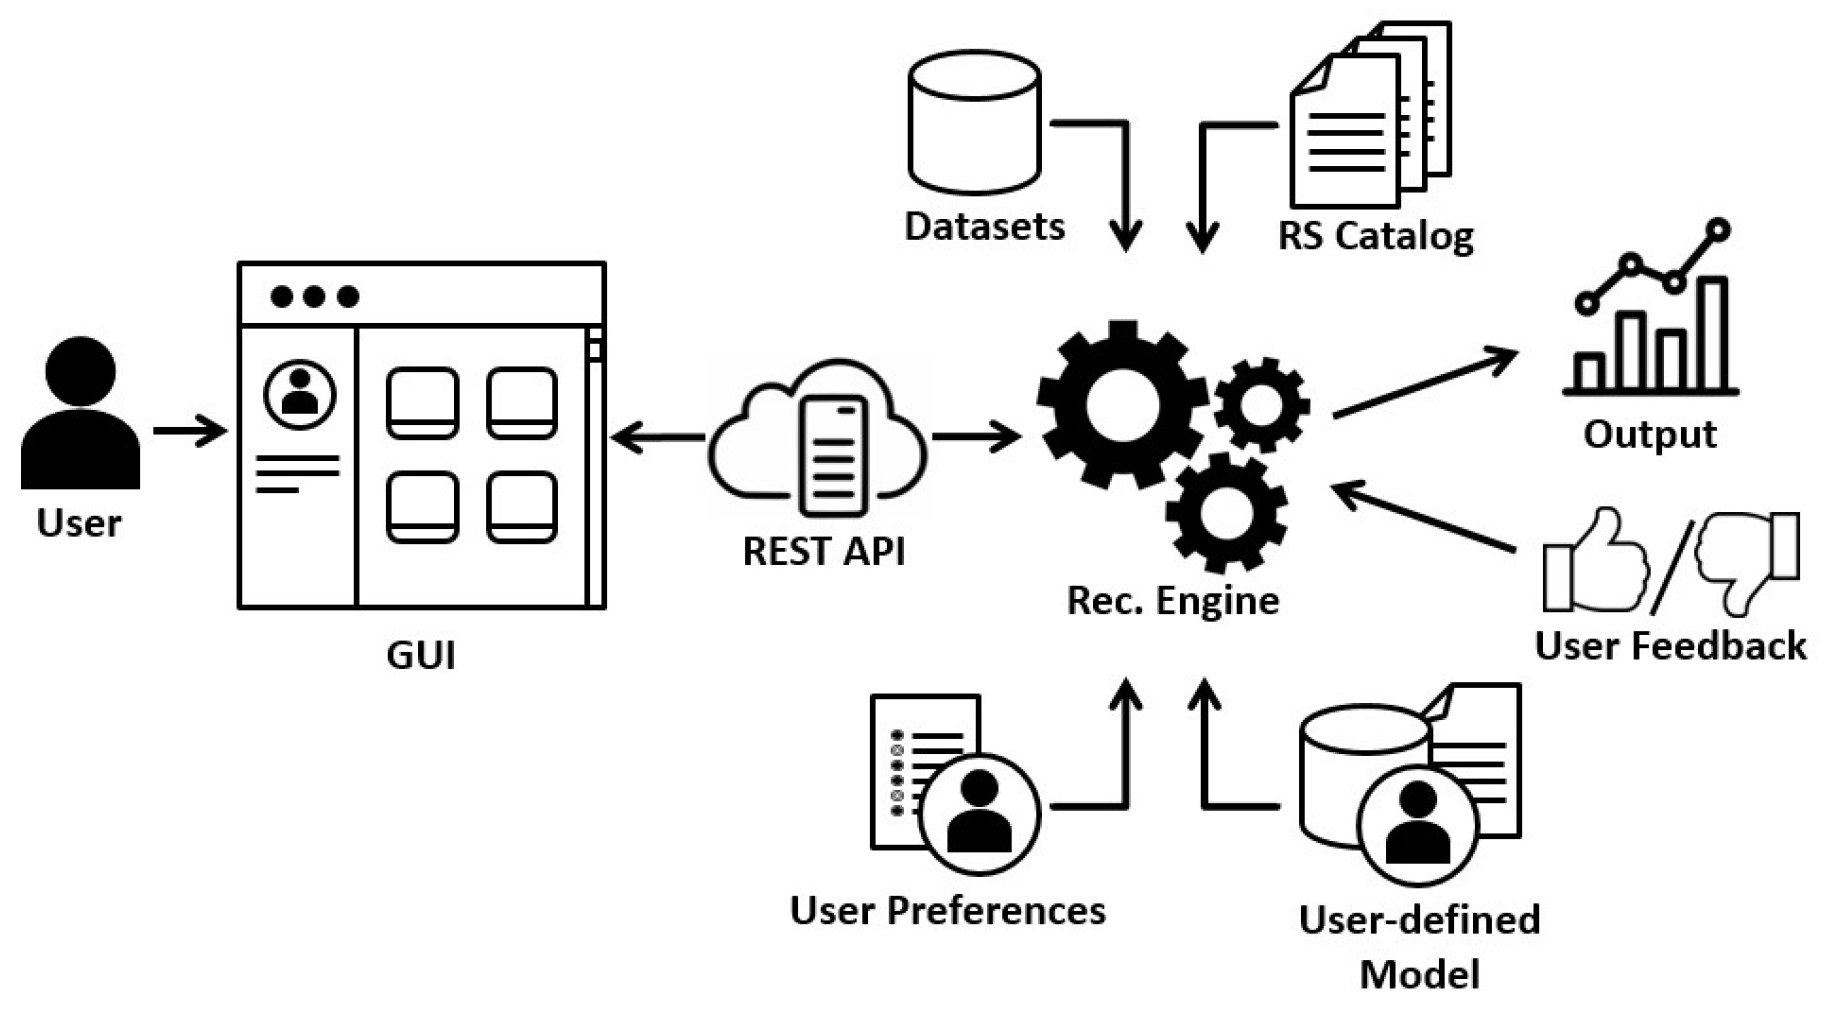 Datasets
RS Catalog
Output
User
REST API
Rec. Engine
GUI
User Feedback
User Preferences
User-defined
Model